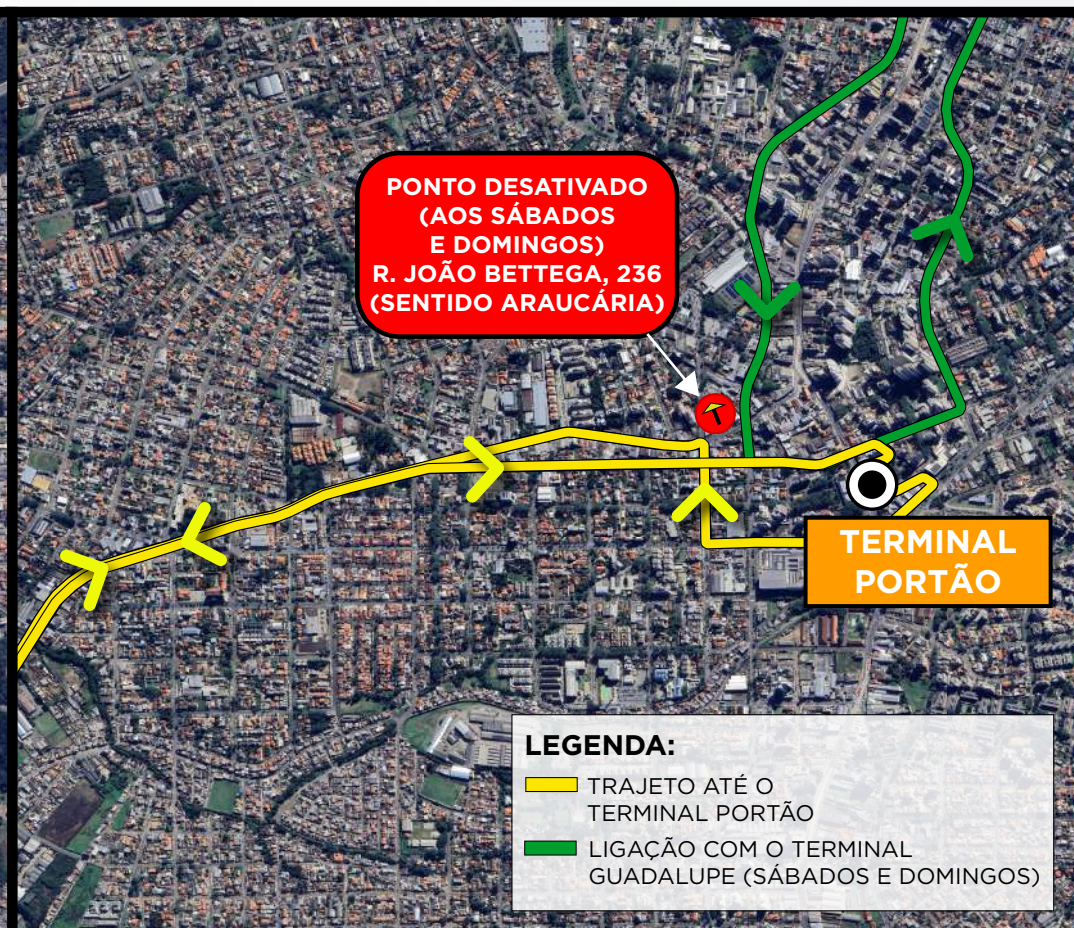 PONTO DESATIVADO
(AOS SÁBADOS
E DOMINGOS)
R. JOÃO BETTEGA, 236
(SENTIDO ARAUCÁRIA)
TERMINAL
PORTÃO
LEGENDA:
TRAJETO ATÉ O
TERMINAL PORTÃO
LIGAÇÃO COM O TERMINAL
GUADALUPE (SÁBADOS E DOMINGOS)